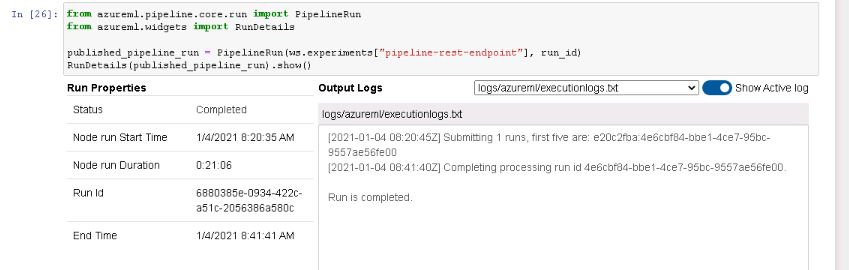 In [26]: from azureml.pipeline.core.run import PipelineRun
from azureml.widgets import RunDetails
published_pipeline_run = PipelineRun(ws.experiments["pipeline-rest-endpoint"], run_id)
RunDetails(published_pipeline_run).show()
Run Properties
Status Completed
Node run Start Time 1/4/2021 8:20:35 AM
Node run Duration 0:21:06
Run Id 6880385e-0934-422c-
a51c-2056386a580c
End Time 1/4/2021 8:41:41 AM
Output Logs logs/azureml/executionlogs.txt Show Active log
logs/azureml/executionlogs.txt
[2021-01-04 08:20:45Z] Submitting 1 runs, first five are: e20c2fba:4e6cbf84-bbe1-4ce7-95bc-
9557ae56fe00
[2021-01-04 08:41:40Z] Completing processing run id 4e6cbf84-bbe1-4ce7-95bc-9557ae56fe00.
Run is completed.